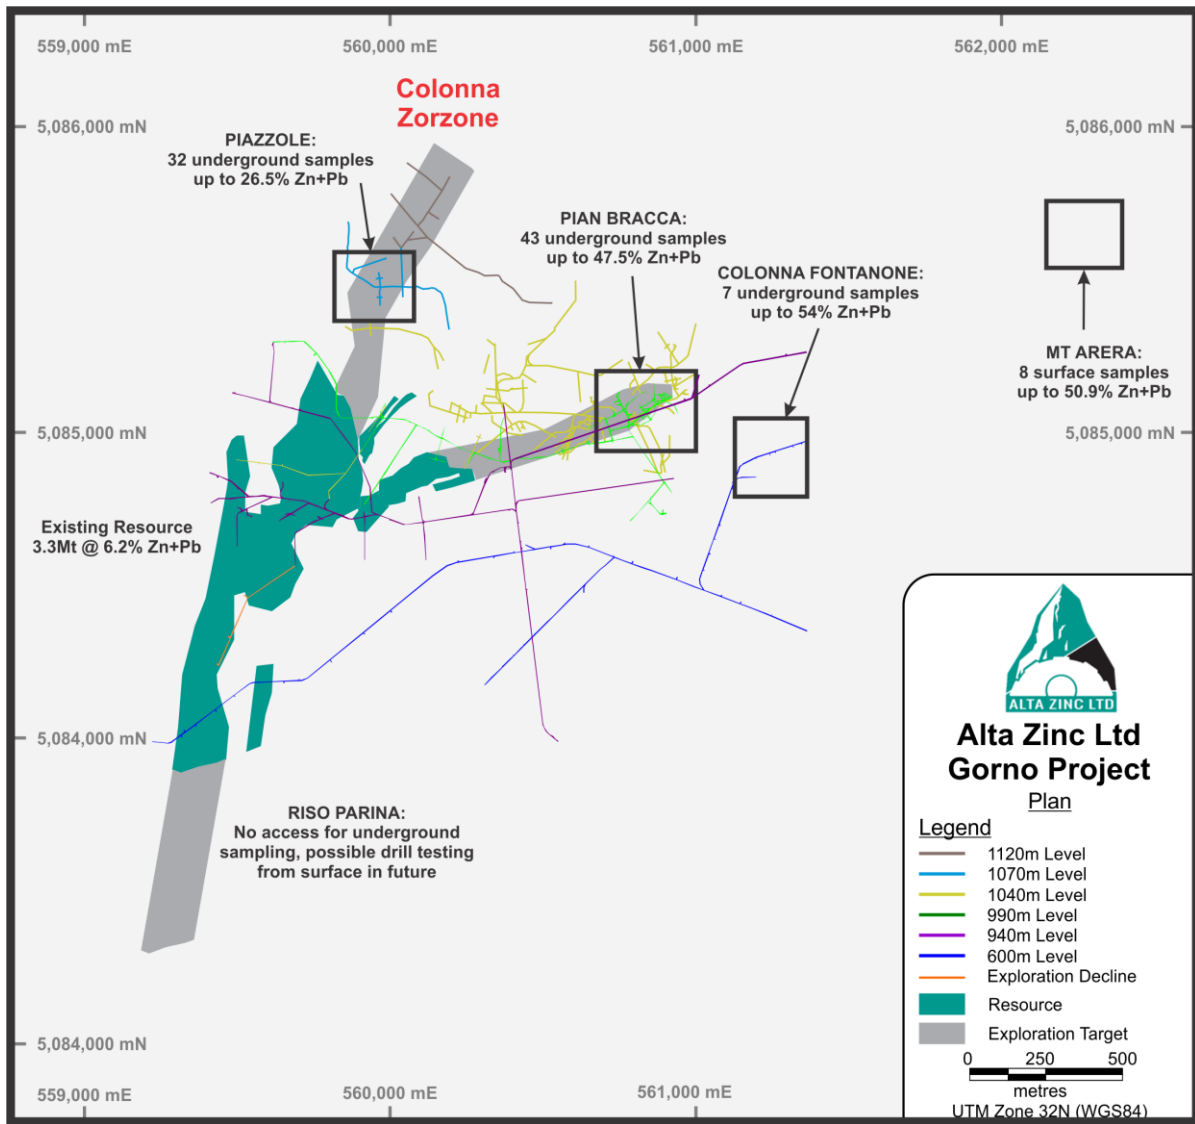 559,000 mE
560,000 mE
561,000 mE
562,000 mE
Colonna
Zorzone
5,086,000 mN
5,086,000 mN
PIAZZOLE:
32 underground samples
up to 26.5% Zn+Pb
PIAN BRACCA:
43 underground samples
up to 47.5% Zn+Pb
COLONNA FONTANONE:
7 underground samples
up to 54% Zn+Pb
MT ARERA:
8 surface samples
up to 50.9% Zn+Pb
5,085,000 mN
5,085,000 mN
Existing Resource
3.3Mt @ 6.2% Zn+Pb
5,084,000 mN
RISO PARINA:
No access for underground
sampling, possible drill testing
from surface in future
5,084,000 mN
559,000 mE
560,000 mE
561,000 mE
ALTA ZINC LTD
Alta Zinc Ltd
Gorno Project
Plan
Legend
1120m Level
1070m Level
1040m Level
990m Level
940m Level
600m Level
Exploration Decline
Resource
Exploration Target
0 250 500
metres
UTM Zone 32N (WGS84)